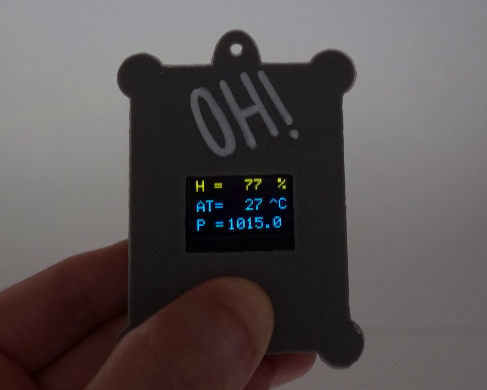 OH!
H = 77 %
AT= 27 ^C
P =1015.0